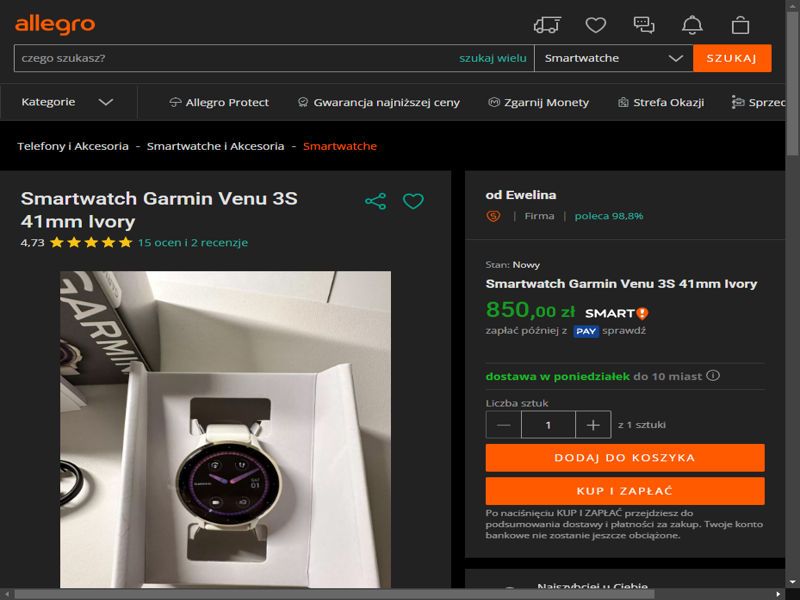 allegro
czego szukasz?
szukaj wielu
Smartwatche
SZUKAJ
Kategorie
Allegro Protect
Gwarancja najniższej ceny
Zgarnij Monety
Strefa Okazji
Sprzec
Telefony i Akcesoria - Smartwatche i Akcesoria - Smartwatche
Smartwatch Garmin Venu 3S
41mm Ivory
4,73 15 ocen i 2 recenzje
GARMIN
od Ewelina
Firma | poleca 98,8%
Stan: Nowy
Smartwatch Garmin Venu 3S 41mm Ivory
850,00 zł SMART!
zapłać później z PAY sprawdź
dostawa w poniedziałek do 10 miast
Liczba sztuk
1
z 1 sztuki
DODAJ DO KOSZYKA
KUP I ZAPŁAĆ
Po naciśnięciu KUP I ZAPŁAĆ przejdziesz do
podsumowania dostawy i płatności za zakup. Twoje konto
bankowe nie zostanie jeszcze obciążone.
Najszybciej u Ciebie